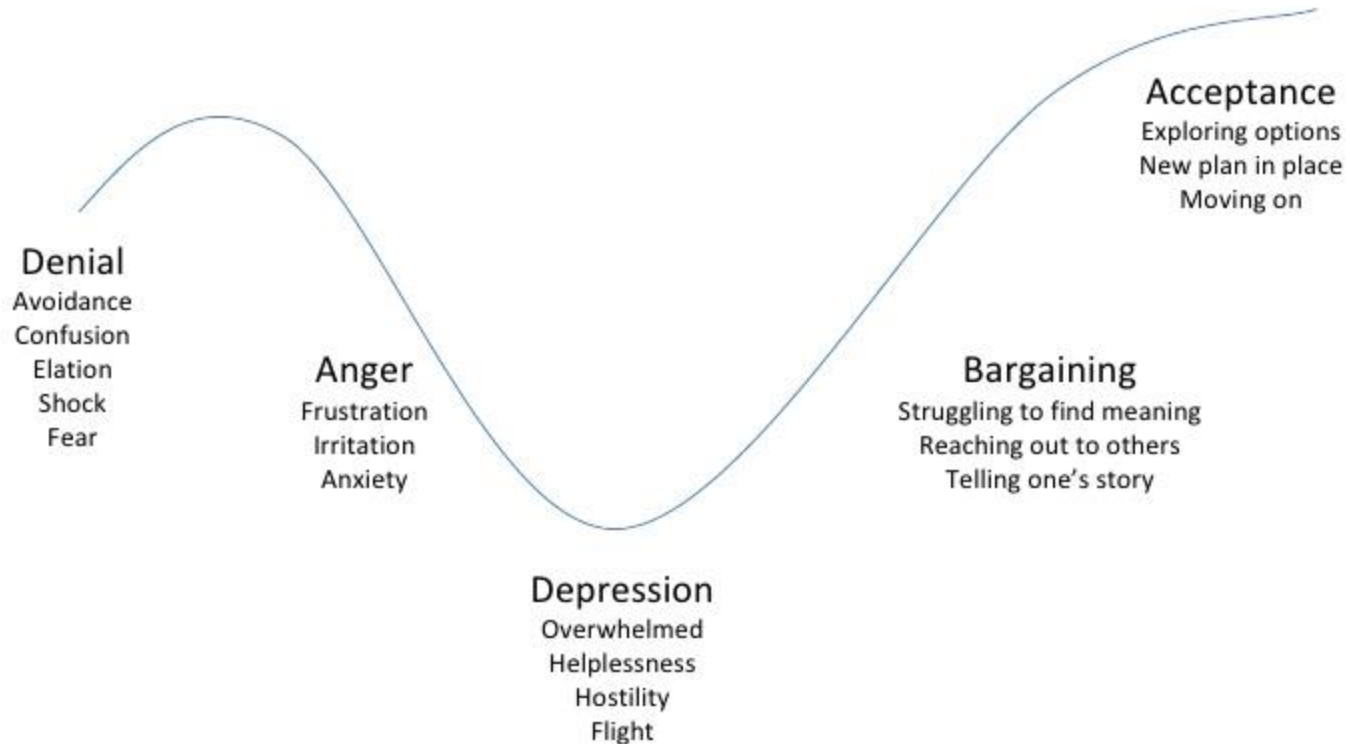 Denial
Avoidance
Confusion
Elation
Shock
Fear
Anger
Frustration
Irritation
Anxiety
Depression
Overwhelmed
Helplessness
Hostility
Flight
Bargaining
Struggling to find meaning
Reaching out to others
Telling one’s story
Acceptance
Exploring options
New plan in place
Moving on